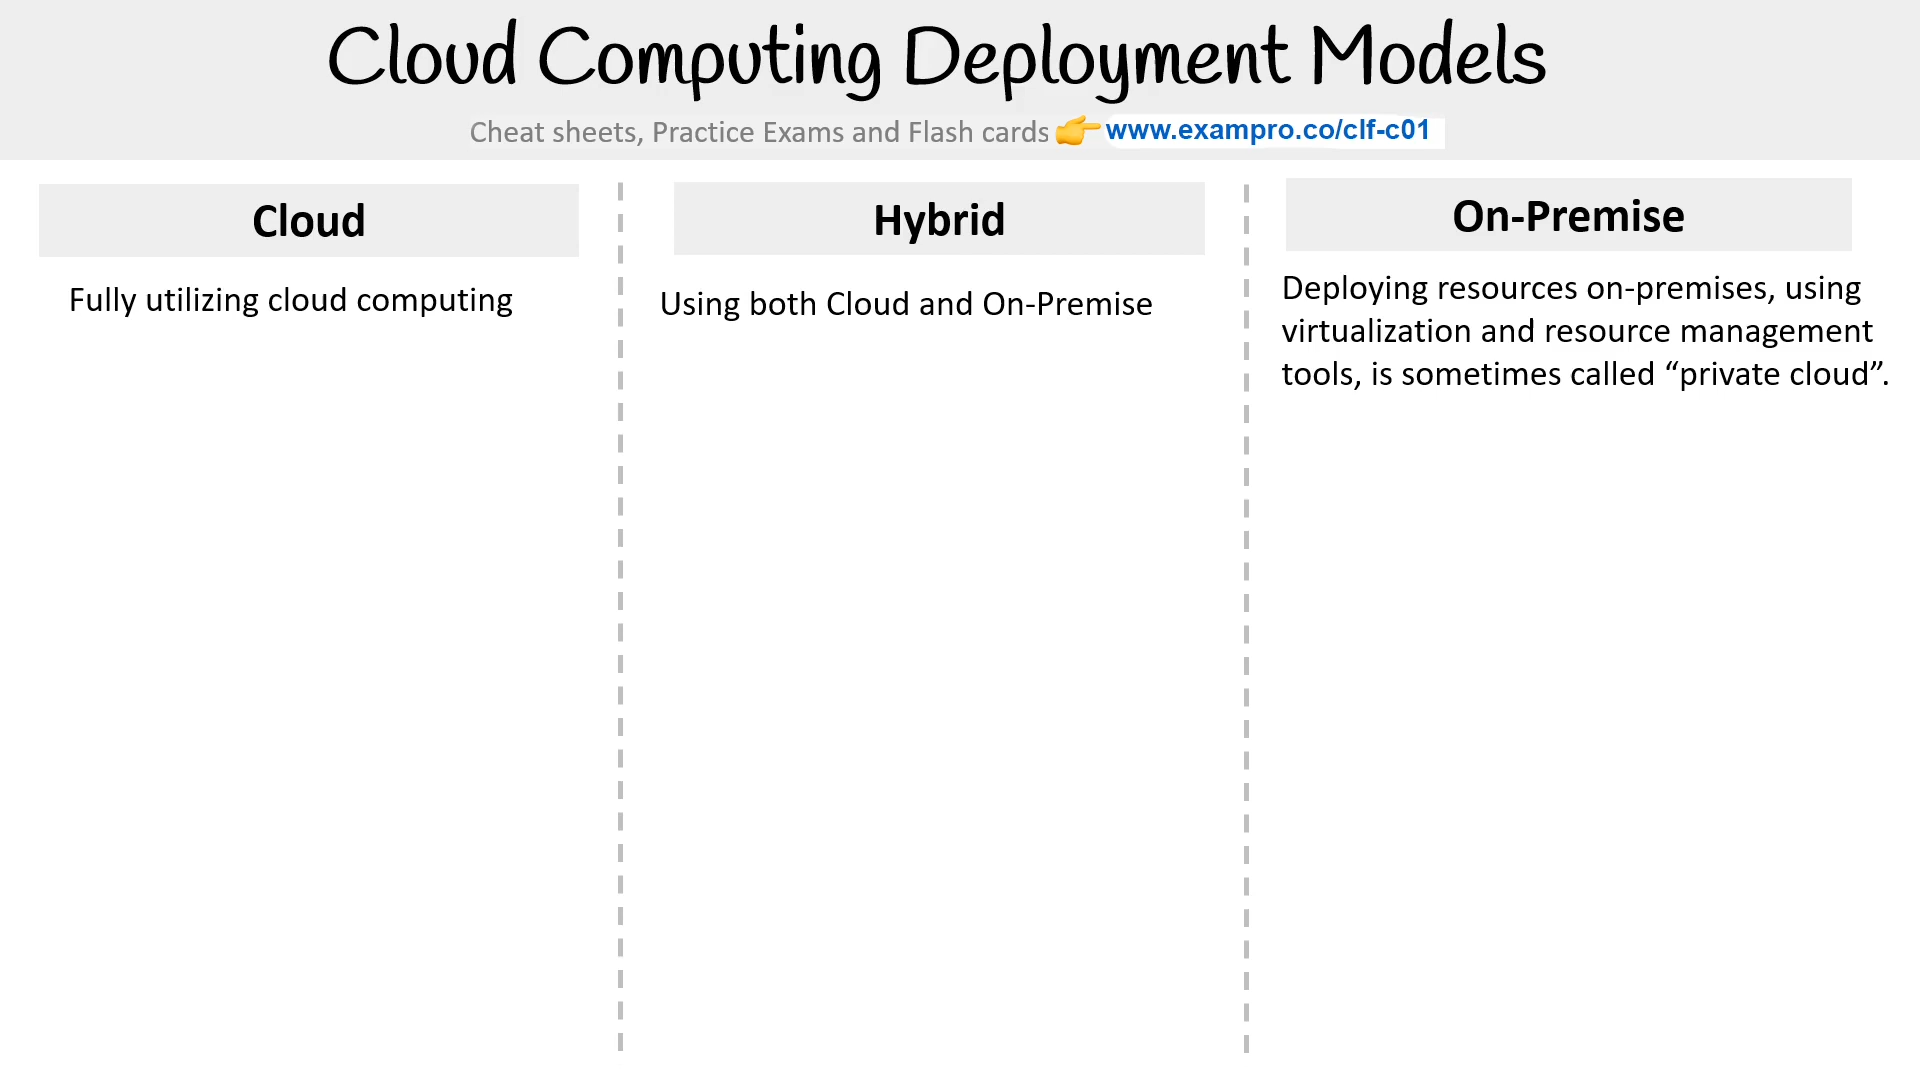 Cloud Computing Deployment Models
Cheat sheets, Practice Exams and Flash cards 👉 www.exampro.co/clf-c01
Cloud
Fully utilizing cloud computing
Hybrid
Using both Cloud and On-Premise
On-Premise
Deploying resources on-premises, using
virtualization and resource management
tools, is sometimes called “private cloud”.